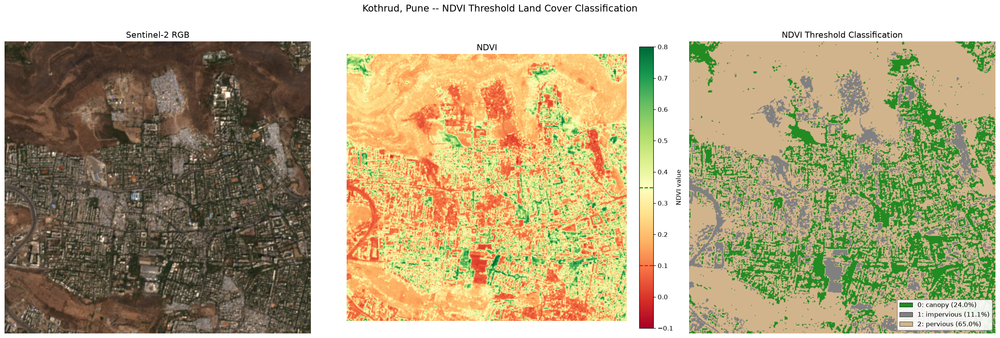 Kothrud, Pune -- NDVI Threshold Land Cover Classification
Sentinel-2 RGB
NDVI
0.8
0.7
0.6
0.5
0.4
0.3
0.2
0.1
0.0
−0.1
NDVI value
NDVI Threshold Classification
0: canopy (24.0%)
1: impervious (11.1%)
2: pervious (65.0%)